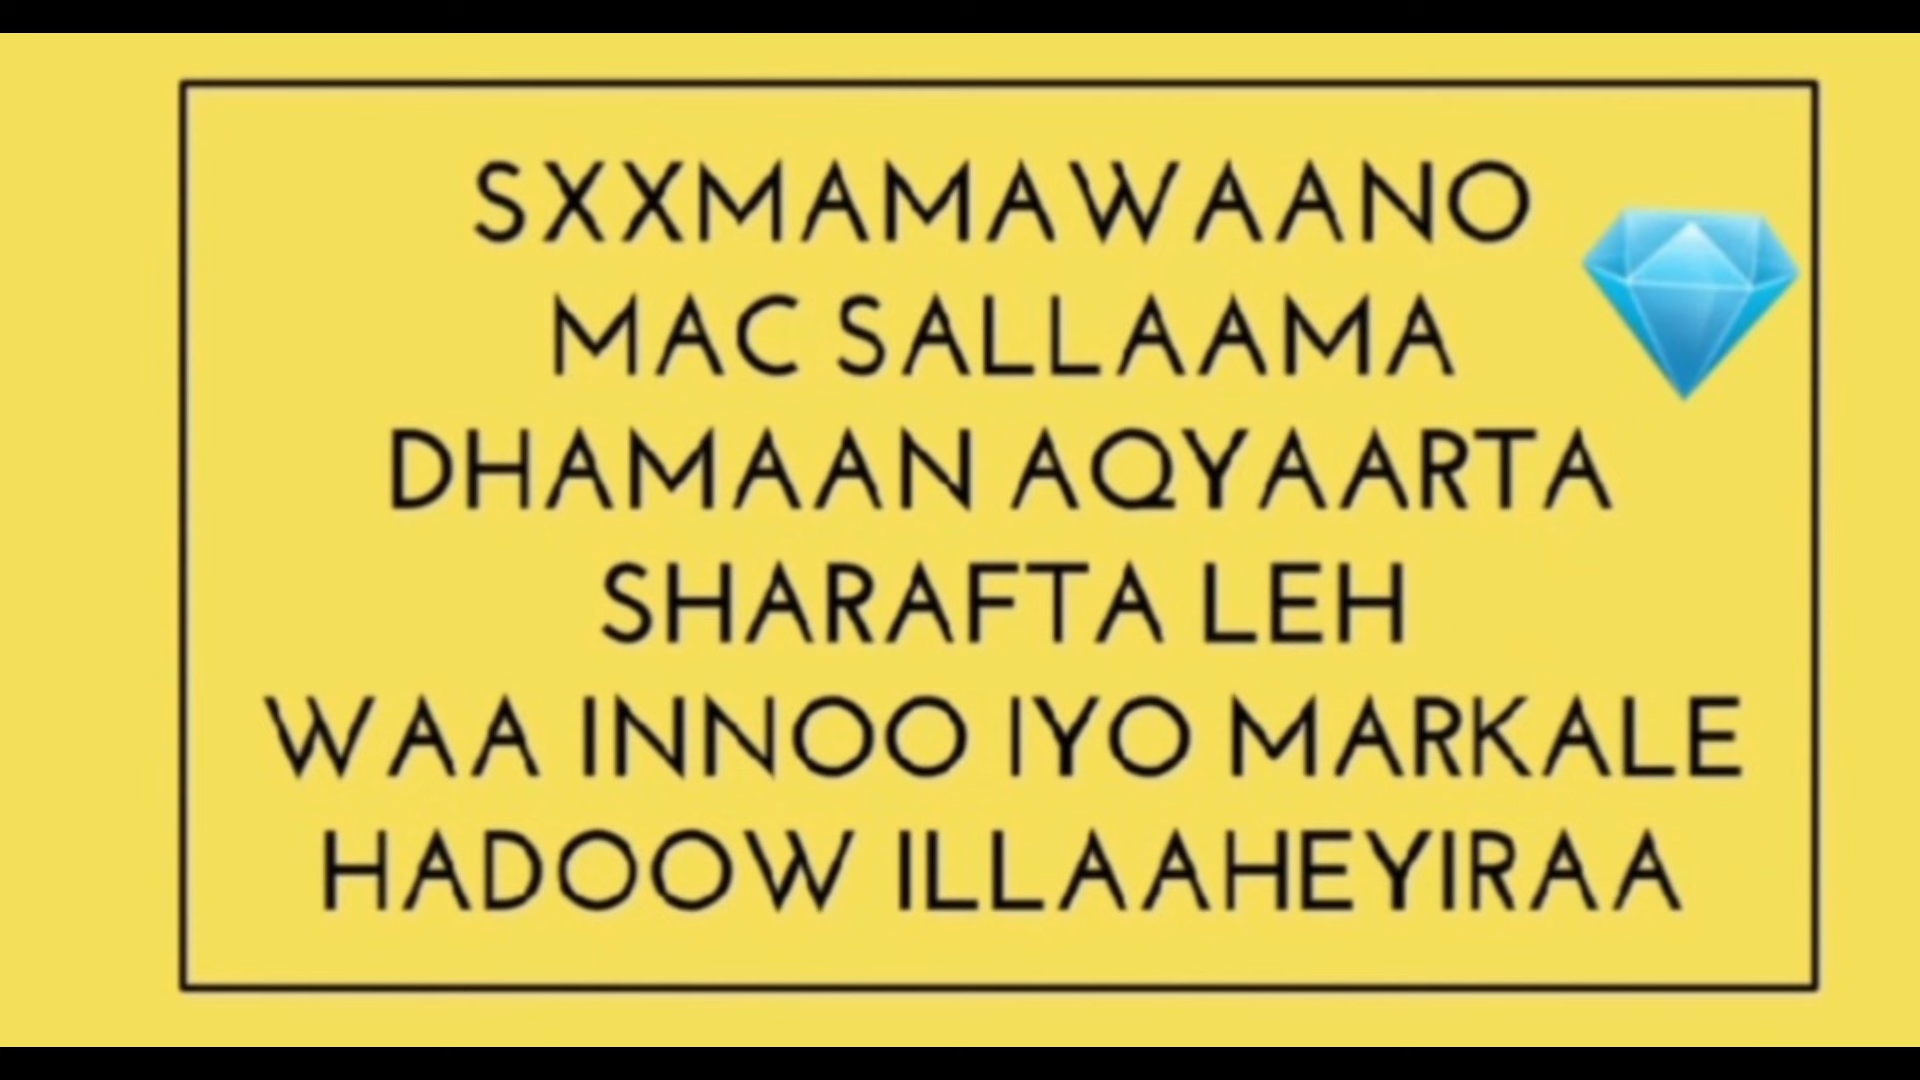 SXXMAMAWAANO
MAC SALLAAMA
DHAMAAN AQYAARTA
SHARAFTA LEH
WAA INNOO IYO MARKALE
HADOOW ILLAAHEYIRAA